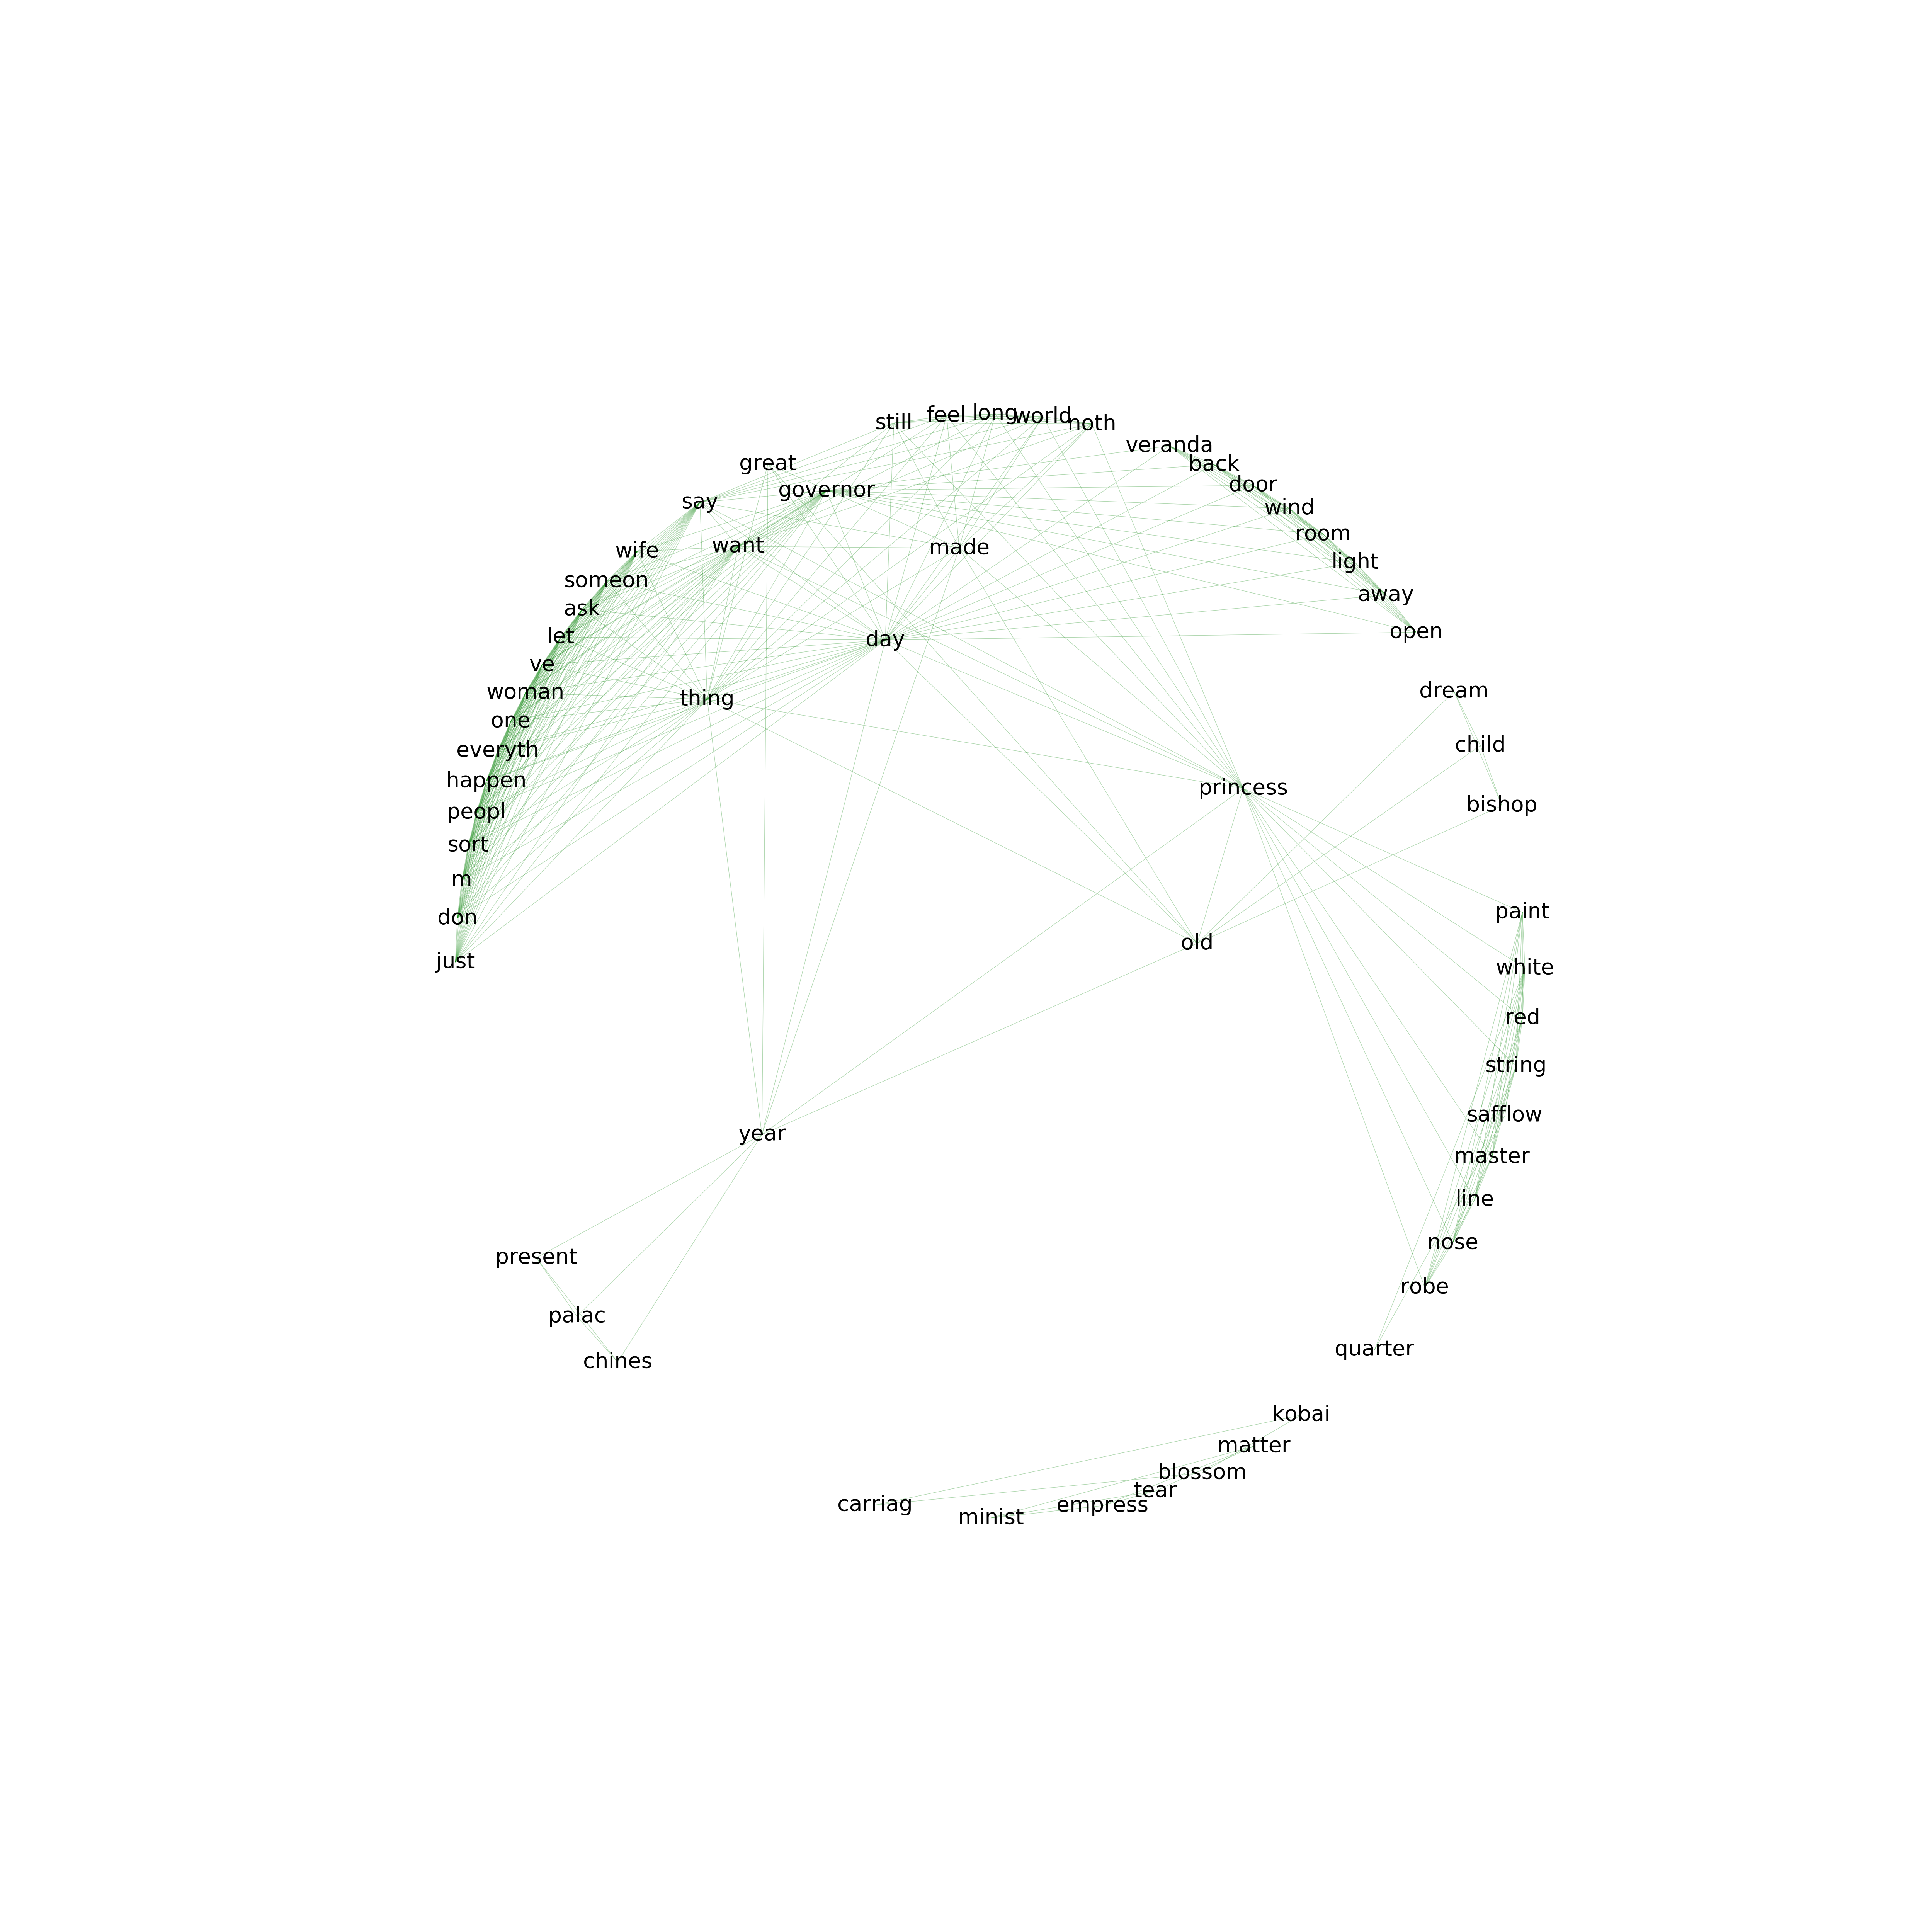 still
feel
long
world
noth
veranda
great
back
door
governor
say
wind
room
wife
want
made
light
someon
away
ask
let
day
open
ve
woman
thing
dream
one
everyth
child
happen
princess
peopl
bishop
sort
m
don
paint
old
just
white
red
string
safflow
year
master
line
nose
present
robe
palac
quarter
chines
kobai
matter
blossom
tear
carriag
empress
minist